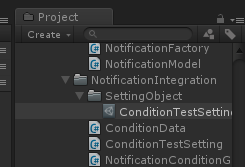 Project
Create
NotificationFactory
NotificationModel
NotificationIntegration
SettingObject
ConditionTestSettin
ConditionData
ConditionTestSetting
NotificationConditionG